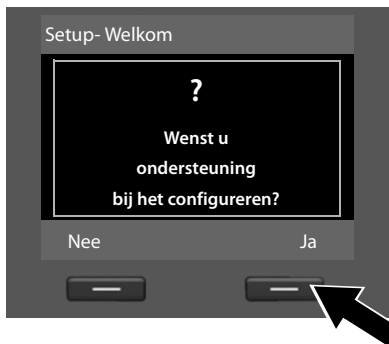 Setup- Welkom
?
Wenst u
ondersteuning
bij het configureren?
Nee Ja